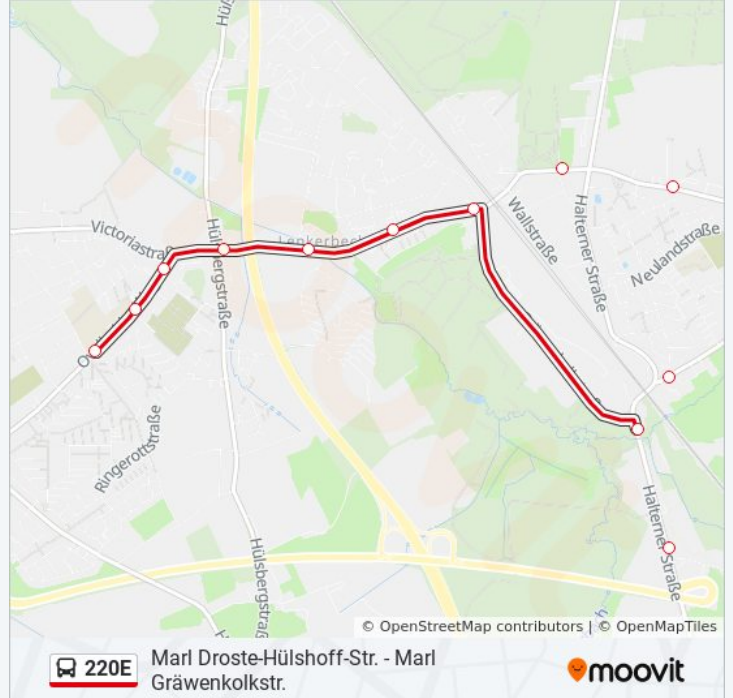 Victoriastraße
Hülsbergstraße
Wallstraße
Halterner Straße
Neulandstraße
Ringerottstraße
Halterner Straße
Hülsbergstraße
© OpenStreetMap contributors | © OpenMapTiles
220E
Marl Droste-Hülshoff-Str. - Marl
Gräwenkolkstr.
moovit